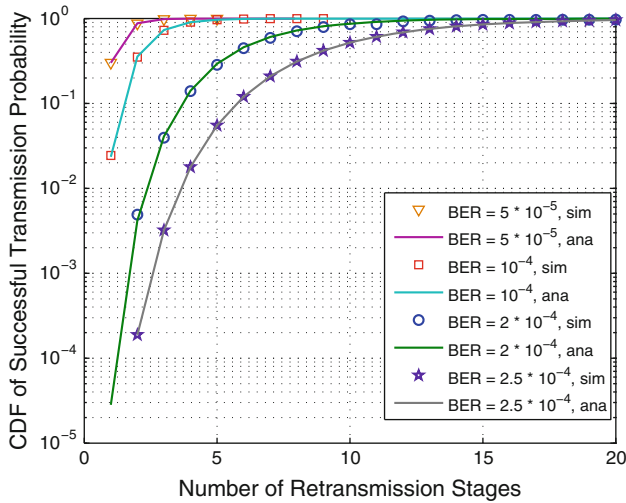 CDF of Successful Transmission Probability
10^0
10^-1
10^-2
10^-3
10^-4
10^-5
BER = 5 * 10^-5, sim
BER = 5 * 10^-5, ana
BER = 10^-4, sim
BER = 10^-4, ana
BER = 2 * 10^-4, sim
BER = 2 * 10^-4, ana
BER = 2.5 * 10^-4, sim
BER = 2.5 * 10^-4, ana
0 5 10 15 20
Number of Retransmission Stages